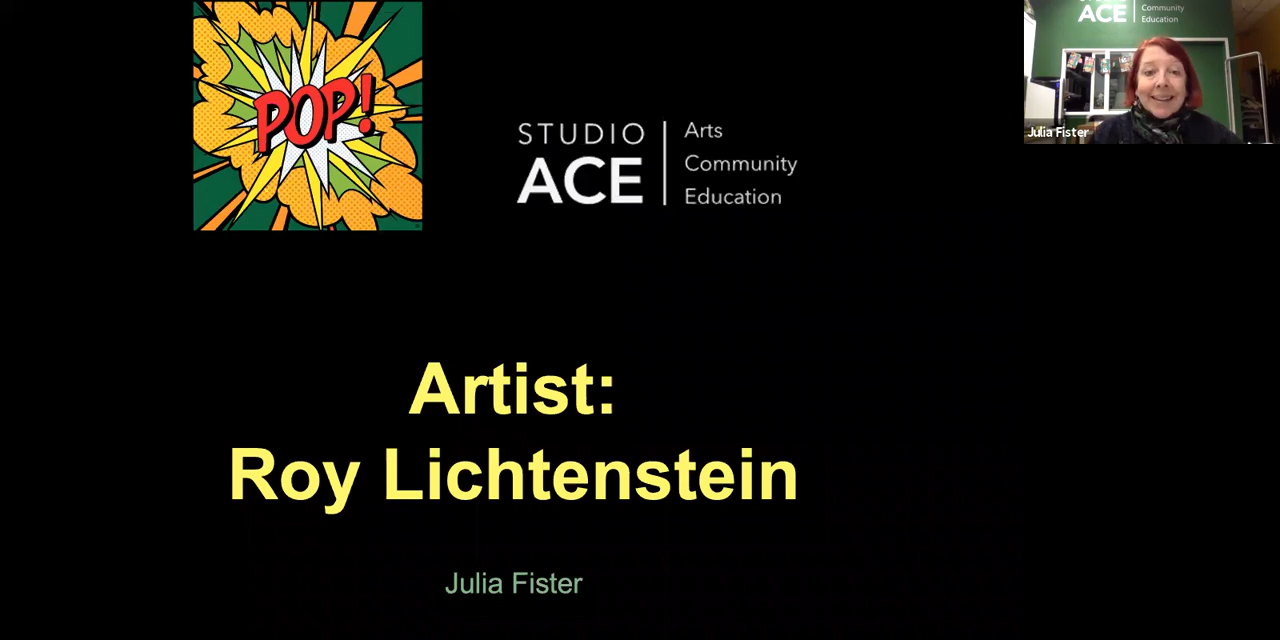 POP!
STUDIO
ACE
Arts
Community
Education
ACE
Community
Education
Julia Fister
Artist:
Roy Lichtenstein
Julia Fister